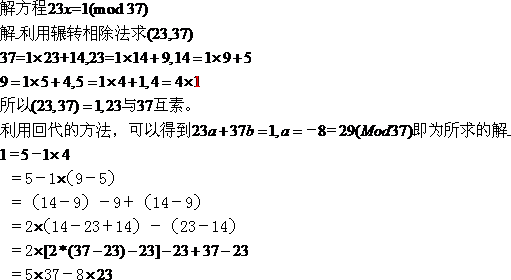 解方程23x=1(mod 37)
解.利用辗转相除法求(23,37)
37=1×23+14,23=1×14+9,14=1×9+5
9=1×5+4,5=1×4+1,4=4×1
所以(23,37)=1,23与37互素。
利用回代的方法，可以得到23a+37b=1,a=-8=29(Mod37)即为所求的解.
1=5-1×4
=5-1×(9-5)
=(14-9)-9+(14-9)
=2×(14-23+14)-(23-14)
=2×[2*(37-23)-23]-23+37-23
=5×37-8×23